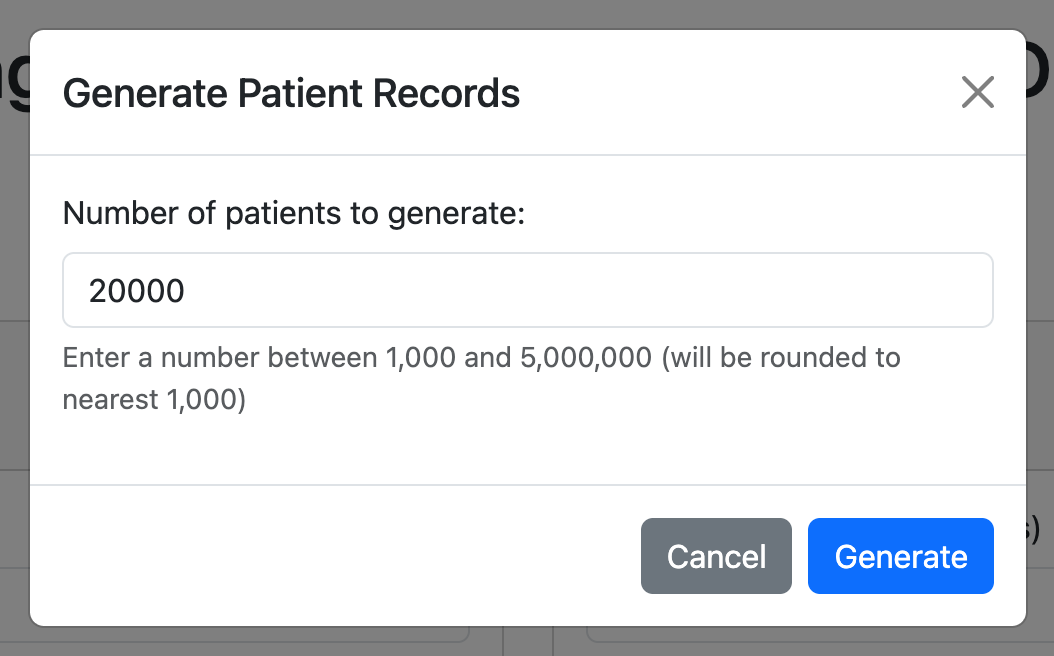 Generate Patient Records
Number of patients to generate:
20000
Enter a number between 1,000 and 5,000,000 (will be rounded to
nearest 1,000)
Cancel
Generate